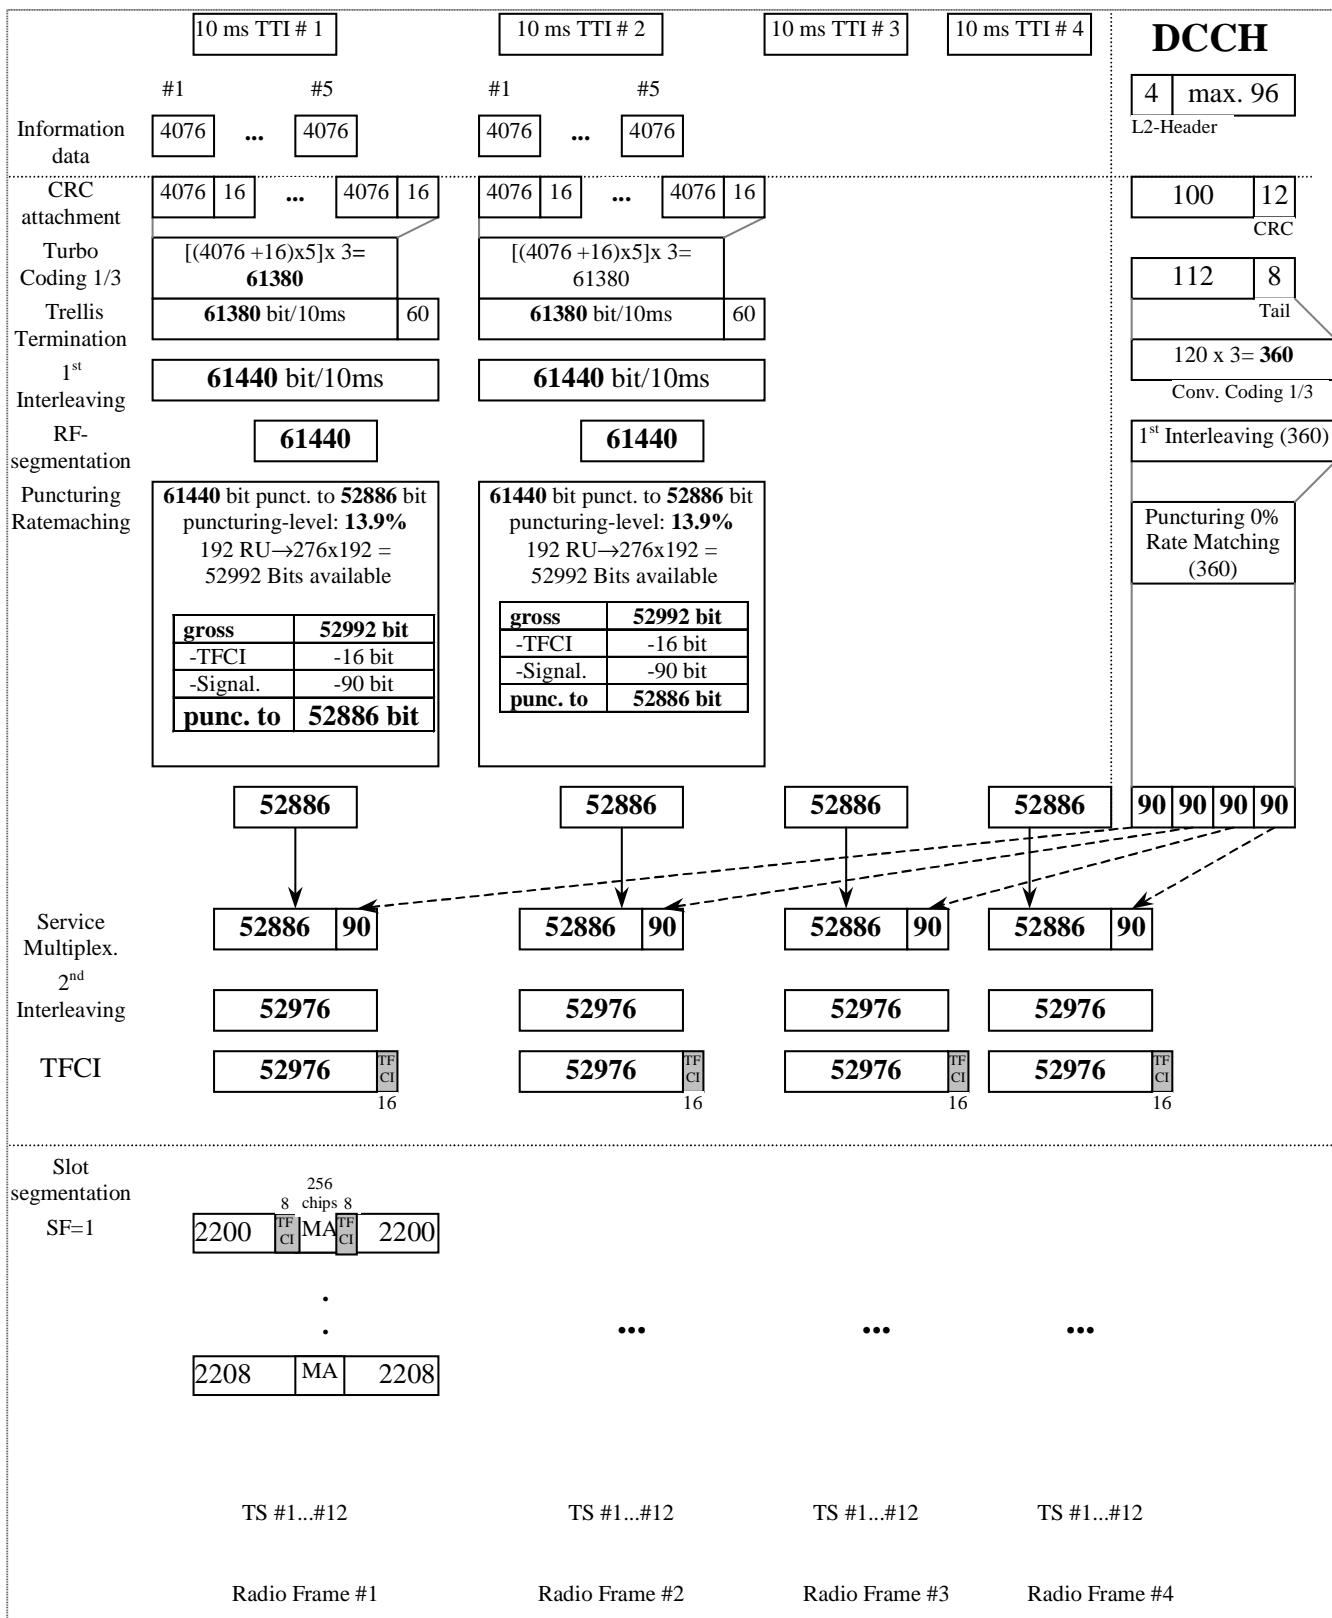 10 ms TTI # 1 10 ms TTI # 2 10 ms TTI # 3 10 ms TTI # 4 DCCH
#1 #5 #1 #5
4 max. 96
L2-Header
Information
data
4076 ... 4076 4076 ... 4076
CRC
attachment
4076 16 ... 4076 16 4076 16 ... 4076 16
100 12
CRC
Turbo
Coding 1/3
[(4076 +16)x5]x 3=
61380
[(4076 +16)x5]x 3=
61380
112 8
Tail
Trellis
Termination
61380 bit/10ms 60 61380 bit/10ms 60
120 x 3= 360
Conv. Coding 1/3
1st
Interleaving
61440 bit/10ms 61440 bit/10ms
RF-
segmentation
61440 61440
1st Interleaving (360)
Puncturing
Ratemaching
61440 bit punct. to 52886 bit
puncturing-level: 13.9%
192 RU→276x192 =
52992 Bits available
gross 52992 bit
-TFCI -16 bit
-Signal. -90 bit
punc. to 52886 bit
61440 bit punct. to 52886 bit
puncturing-level: 13.9%
192 RU→276x192 =
52992 Bits available
gross 52992 bit
-TFCI -16 bit
-Signal. -90 bit
punc. to 52886 bit
Puncturing 0%
Rate Matching
(360)
52886 52886 52886 52886 90 90 90 90
Service
Multiplex.
52886 90 52886 90 52886 90 52886 90
2nd
Interleaving
52976 52976 52976 52976
TFCI
52976 TF CI 52976 TF CI 52976 TF CI 52976 TF CI
16 16 16 16
Slot
segmentation
SF=1
256
8 chips 8
2200 TF CI MA TF CI 2200
.
. ... ... ...
2208 MA 2208
TS #1...#12 TS #1...#12 TS #1...#12 TS #1...#12
Radio Frame #1 Radio Frame #2 Radio Frame #3 Radio Frame #4